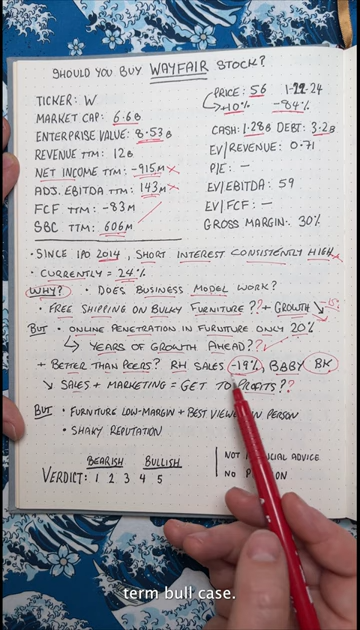 SHOULD YOU BUY WAYFAIR STOCK?
TICKER: W
MARKET CAP: 6.6B
ENTERPRISE VALUE: 8.53B
REVENUE TTM: 12B
NET INCOME TTM: -915M x
ADJ. EBITDA TTM: 143M x
FCF TTM: -83M
SBC TTM: 606M
PRICE: 56 1-22-24
+10% -84%
CASH: 1.28B DEBT: 3.2B
EV/REVENUE: 0.71
P/E: —
EV/EBITDA: 59
EV/FCF: —
GROSS MARGIN: 30%
• SINCE IPO 2014, SHORT INTEREST CONSISTENTLY HIGH
• CURRENTLY = 24%
WHY? • DOES BUSINESS MODEL WORK?
• FREE SHIPPING ON BULKY FURNITURE?? + GROWTH ↘ -15%
BUT • ONLINE PENETRATION IN FURNITURE ONLY 20%
↳ YEARS OF GROWTH AHEAD??
+ BETTER THAN PEERS? RH SALES -19%, BABY BK
↘ SALES + MARKETING = GET TO PROFITS??
BUT • FURNITURE LOW-MARGIN + BEST VIEWED IN PERSON
• SHAKY REPUTATION
BEARISH BULLISH
VERDICT: 1 2 3 4 5
NOT FINANCIAL ADVICE
NO
term bull case.